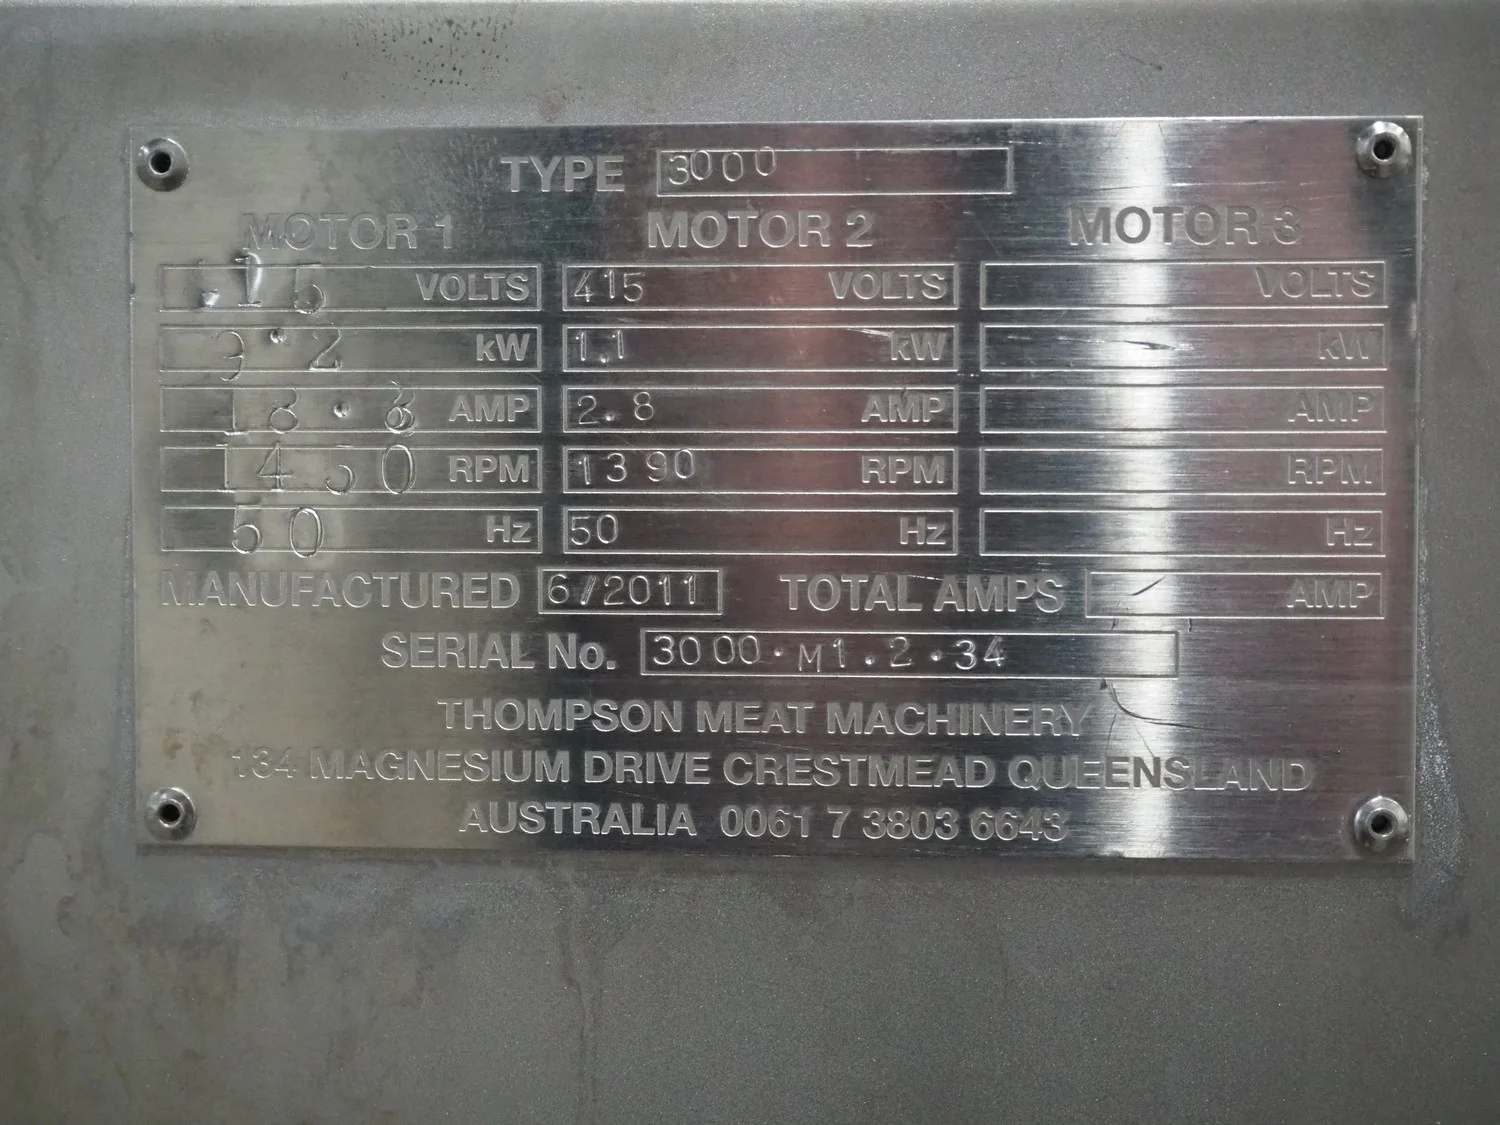 TYPE 3000
MOTOR 1 MOTOR 2 MOTOR 3
VOLTS 415 VOLTS VOLTS
9.2 kW 1.1 kW kW
AMP 2.8 AMP AMP
RPM 1390 RPM RPM
50 Hz 50 Hz Hz
MANUFACTURED 6/2011 TOTAL AMPS AMP
SERIAL No. 3000.M1.2.34
THOMPSON MEAT MACHINERY
134 MAGNESIUM DRIVE CRESTMEAD QUEENSLAND
AUSTRALIA 0061 7 3803 6643